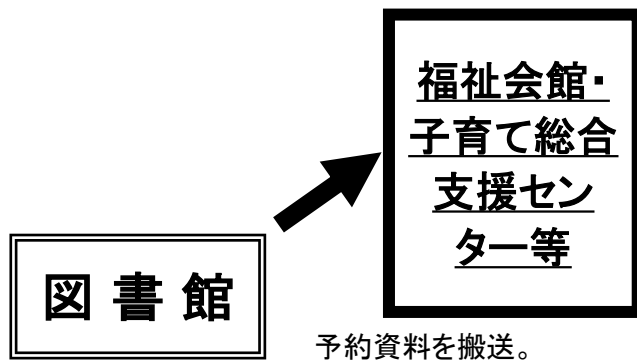 福祉会館・
子育て総合
支援セン
ター等
図 書 館
予約資料を搬送。